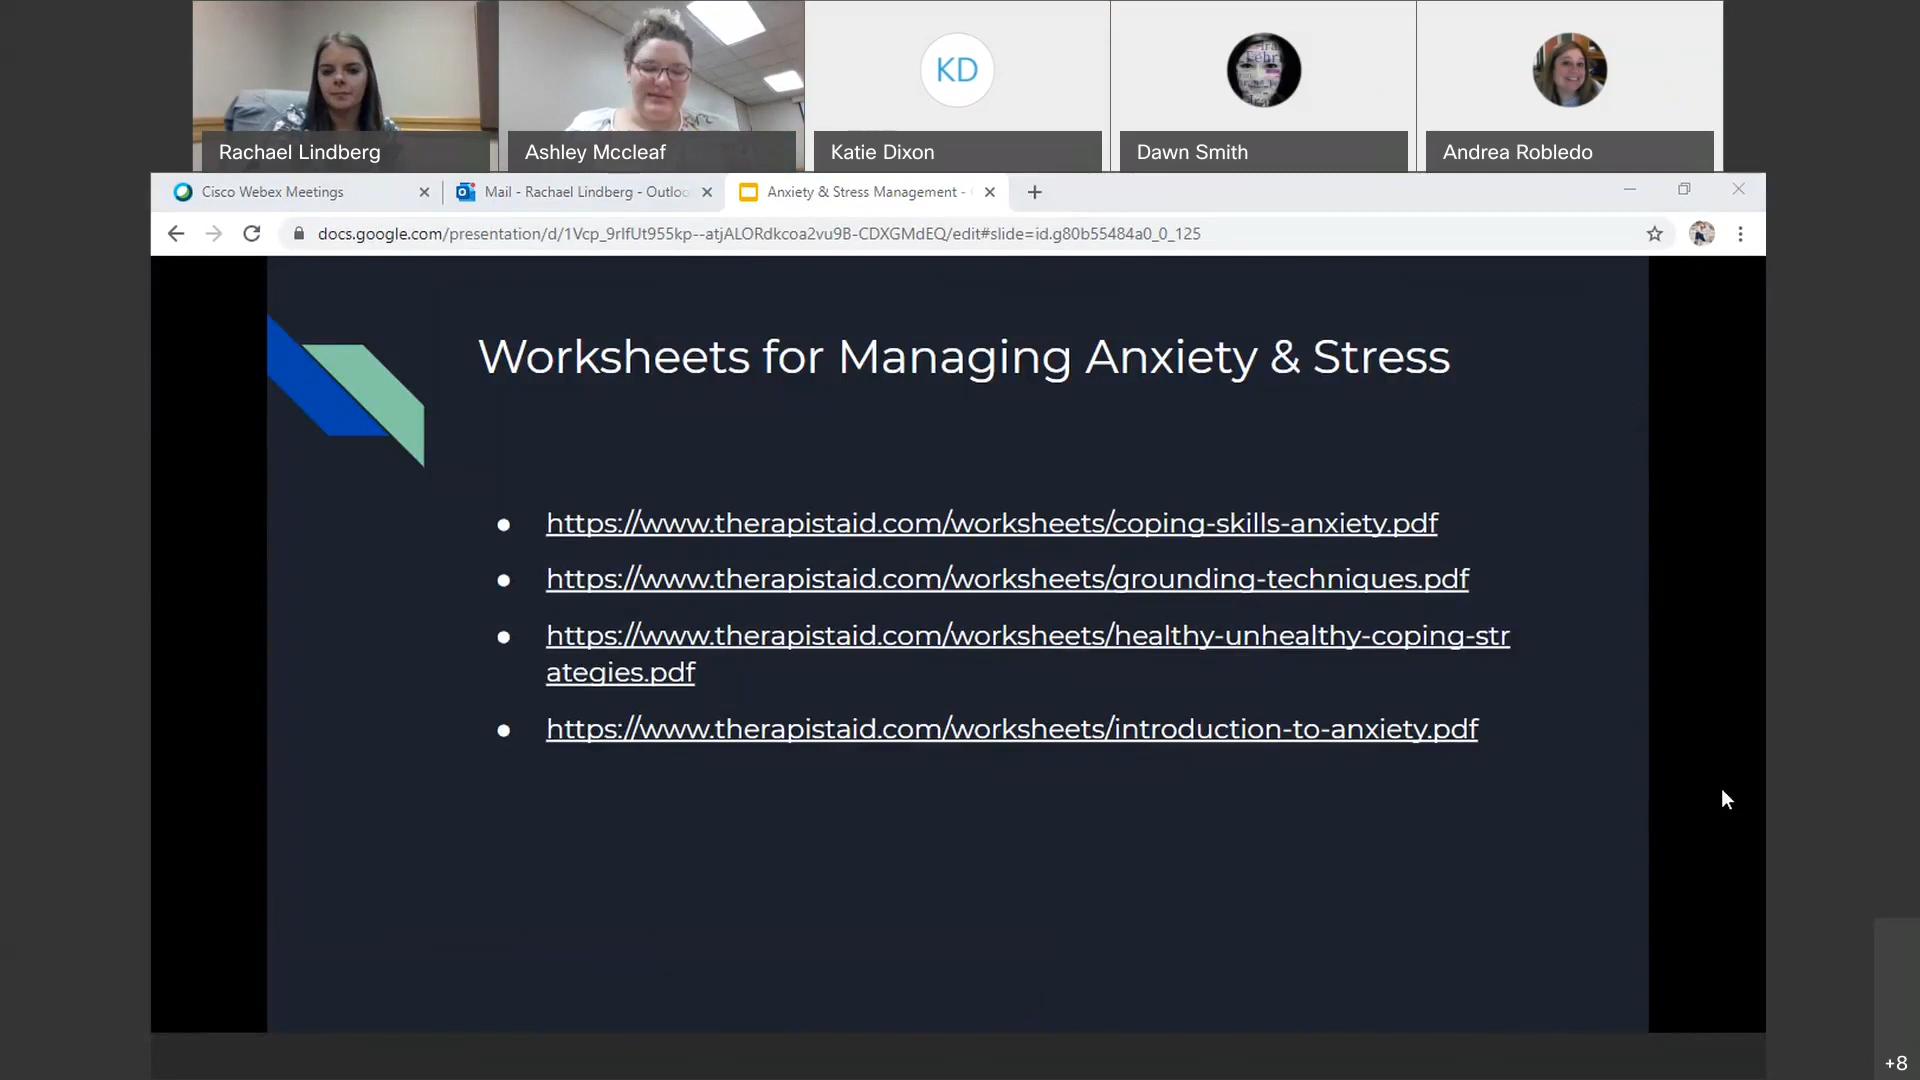 KD
Rachael Lindberg
Ashley Mccleaf
Katie Dixon
Dawn Smith
Andrea Robledo
Cisco Webex Meetings
Mail - Rachael Lindberg - Outloo
Anxiety & Stress Management -
docs.google.com/presentation/d/1Vcp_9rIfUt955kp--atjALORdkcoa2vu9B-CDXGMdEQ/edit#slide=id.g80b55484a0_0_125
Worksheets for Managing Anxiety & Stress
● https://www.therapistaid.com/worksheets/coping-skills-anxiety.pdf
● https://www.therapistaid.com/worksheets/grounding-techniques.pdf
● https://www.therapistaid.com/worksheets/healthy-unhealthy-coping-str
ategies.pdf
● https://www.therapistaid.com/worksheets/introduction-to-anxiety.pdf
+8